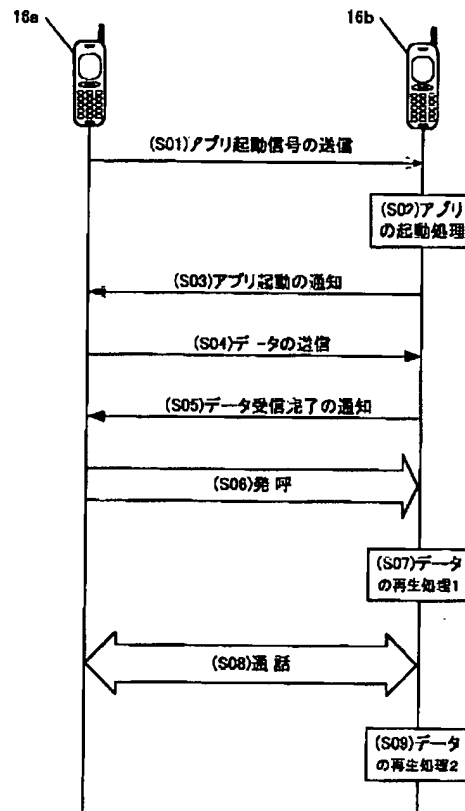 16a
16b
(S01)アプリ起動信号の送信
(S02)アプリ
の起動処理
(S03)アプリ起動の通知
(S04)データの送信
(S05)データ受信完了の通知
(S06)発呼
(S07)データ
の再生処理1
(S08)通話
(S09)データ
の再生処理2